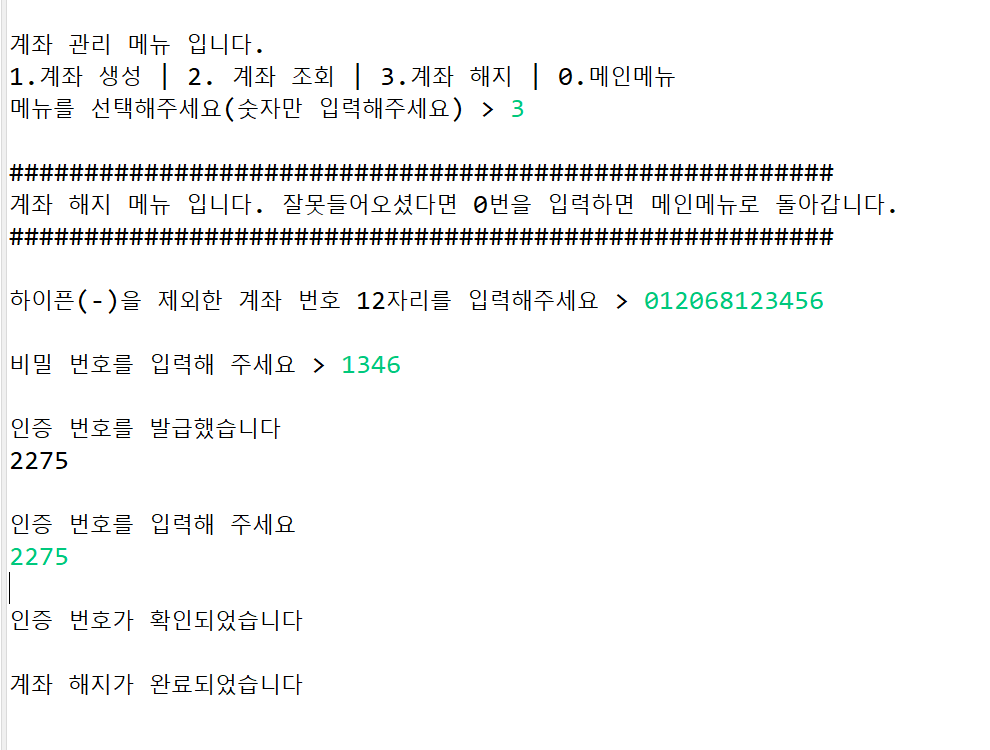 계좌 관리 메뉴 입니다.
1.계좌 생성 | 2. 계좌 조회 | 3.계좌 해지 | 0.메인메뉴
메뉴를 선택해주세요(숫자만 입력해주세요) > 3
#######################################################
계좌 해지 메뉴 입니다. 잘못들어오셨다면 0번을 입력하면 메인메뉴로 돌아갑니다.
#######################################################
하이픈(-)을 제외한 계좌 번호 12자리를 입력해주세요 > 012068123456
비밀 번호를 입력해 주세요 > 1346
인증 번호를 발급했습니다
2275
인증 번호를 입력해 주세요
2275
인증 번호가 확인되었습니다
계좌 해지가 완료되었습니다